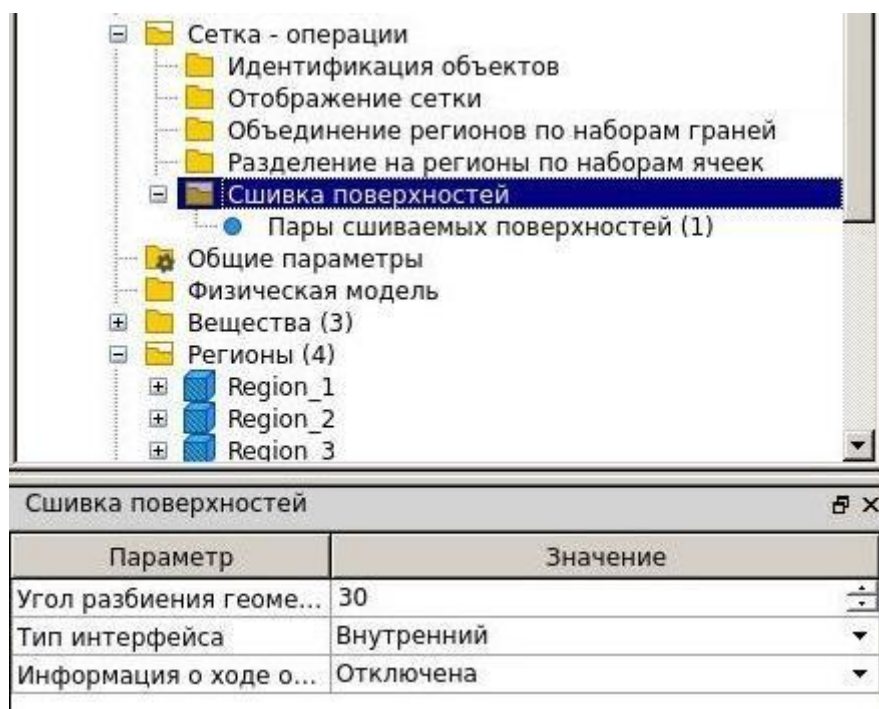 Сетка - операции
Идентификация объектов
Отображение сетки
Объединение регионов по наборам граней
Разделение на регионы по наборам ячеек
Сшивка поверхностей
Пары сшиваемых поверхностей (1)
Общие параметры
Физическая модель
Вещества (3)
Регионы (4)
Region_1
Region_2
Region_3
Сшивка поверхностей
Параметр Значение
Угол разбиения геоме... 30
Тип интерфейса Внутренний
Информация о ходе о... Отключена